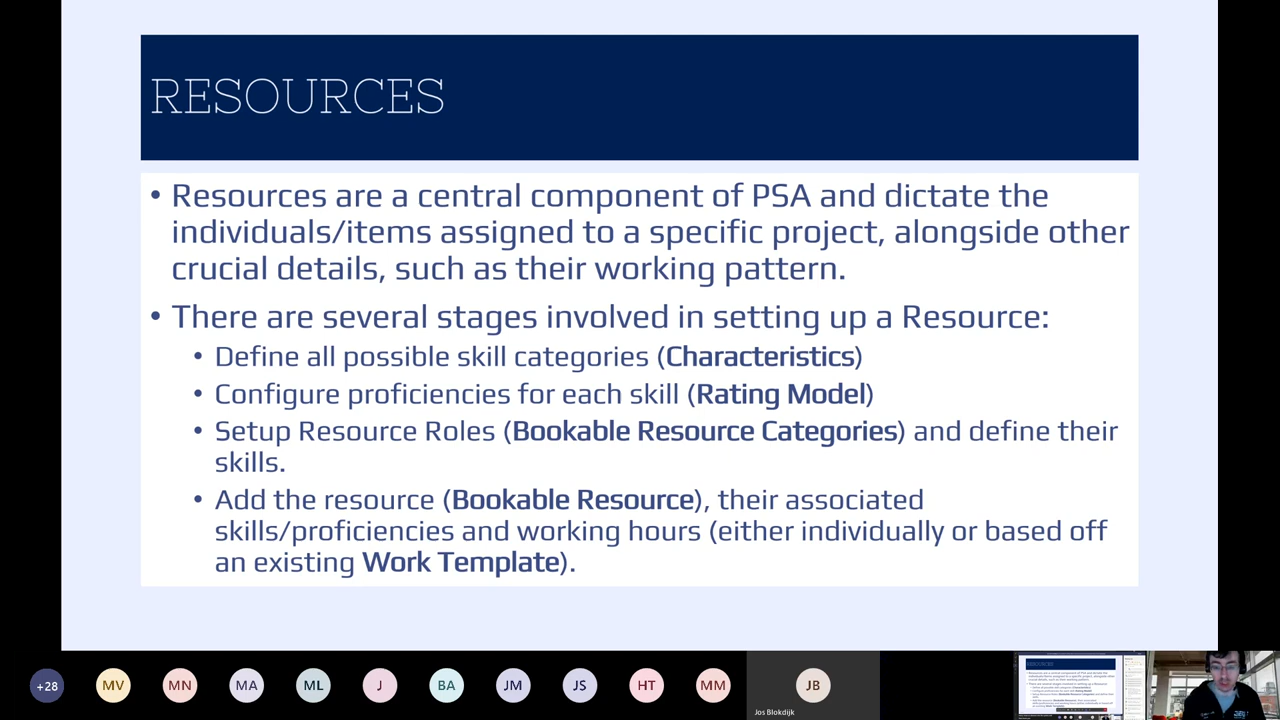 RESOURCES
• Resources are a central component of PSA and dictate the
individuals/items assigned to a specific project, alongside other
crucial details, such as their working pattern.
• There are several stages involved in setting up a Resource:
• Define all possible skill categories (Characteristics)
• Configure proficiencies for each skill (Rating Model)
• Setup Resource Roles (Bookable Resource Categories) and define their
skills.
• Add the resource (Bookable Resource), their associated
skills/proficiencies and working hours (either individually or based off
an existing Work Template).
+28
MV
MN
MA
ML
JM
JS
HT
Jos Blokdijk
RESOURCES